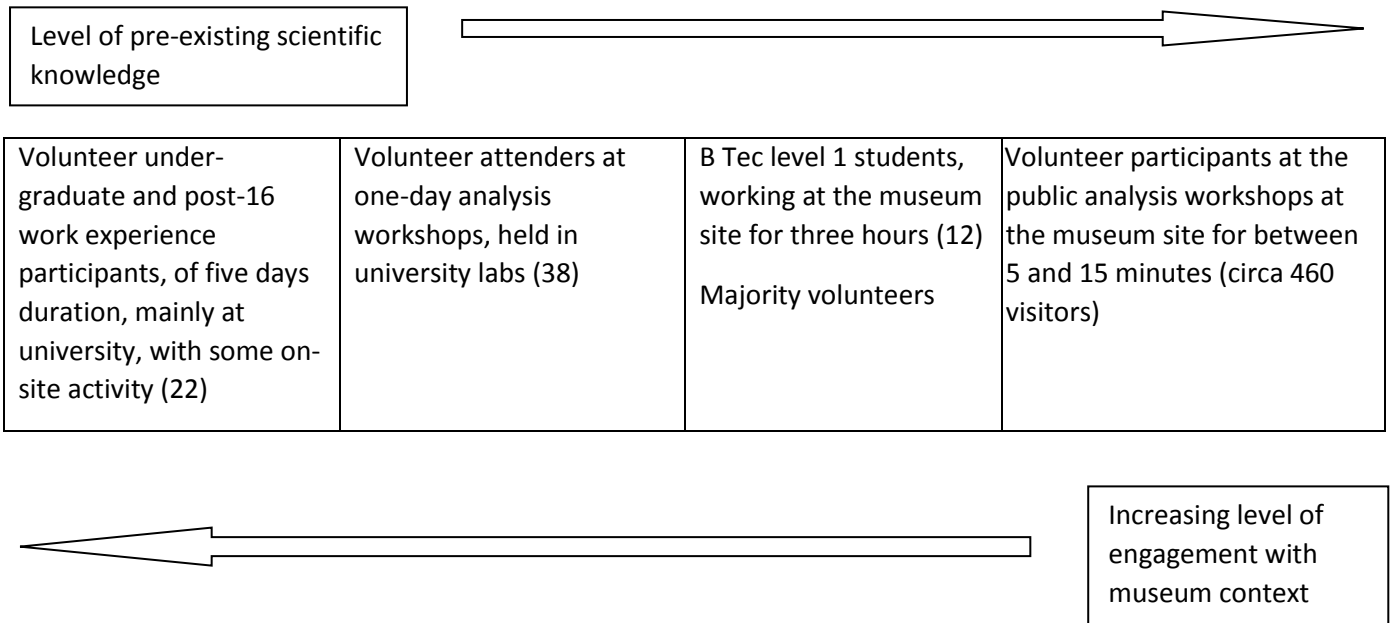 Level of pre-existing scientific
knowledge
Volunteer under-
graduate and post-16
work experience
participants, of five days
duration, mainly at
university, with some on-
site activity (22)
Volunteer attenders at
one-day analysis
workshops, held in
university labs (38)
B Tec level 1 students,
working at the museum
site for three hours (12)
Majority volunteers
Volunteer participants at the
public analysis workshops at
the museum site for between
5 and 15 minutes (circa 460
visitors)
Increasing level of
engagement with
museum context